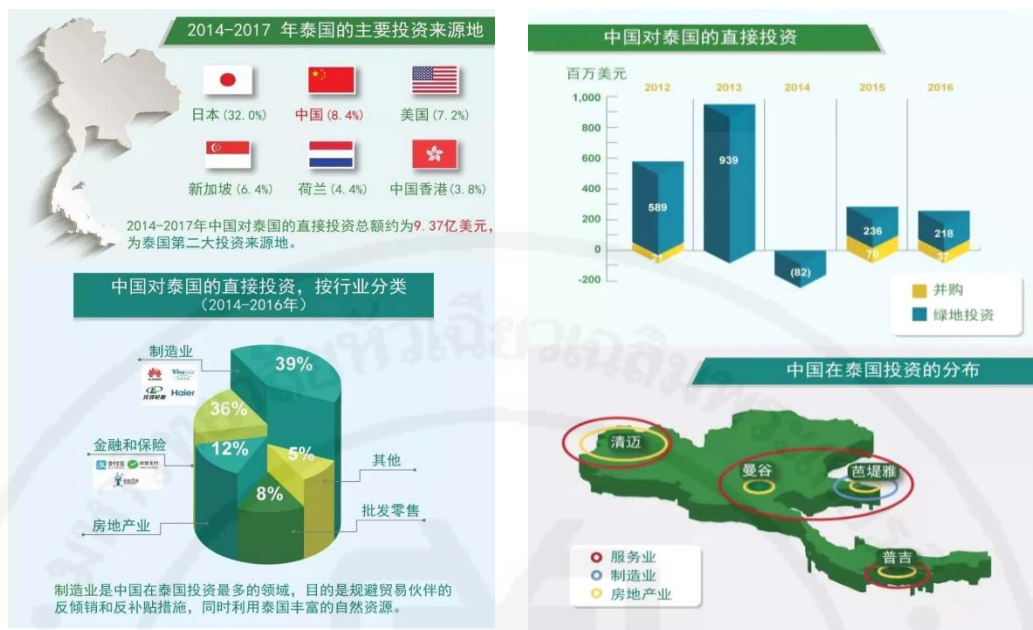 2014-2017 年泰国的主要投资来源地
日本(32.0%)
中国(8.4%)
美国(7.2%)
新加坡(6.4%)
荷兰(4.4%)
中国香港(3.8%)
2014-2017年中国对泰国的直接投资总额约为9.37亿美元,
为泰国第二大投资来源地。
中国对泰国的直接投资，按行业分类
(2014-2016年)
制造业
Haier
金融和保险
房地产业
39%
36%
12%
5%
8%
其他
批发零售
制造业是中国在泰国投资最多的领域，目的是规避贸易伙伴的
反倾销和反补贴措施，同时利用泰国丰富的自然资源。
中国对泰国的直接投资
百万美元
2012
2013
2014
2015
2016
1,000
800
600
400
200
0
-200
589
21
939
(82)
236
70
218
37
并购
绿地投资
中国在泰国投资的分布
清迈
曼谷
芭堤雅
普吉
服务业
制造业
房地产业